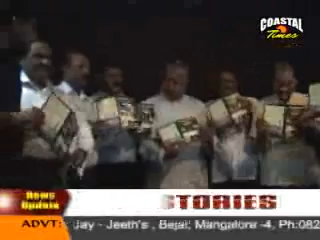 COASTAL
Times
News
Update
STORIES
ADVT: Jay - Jeeth's , Bejai, Mangalore -4, Ph:082